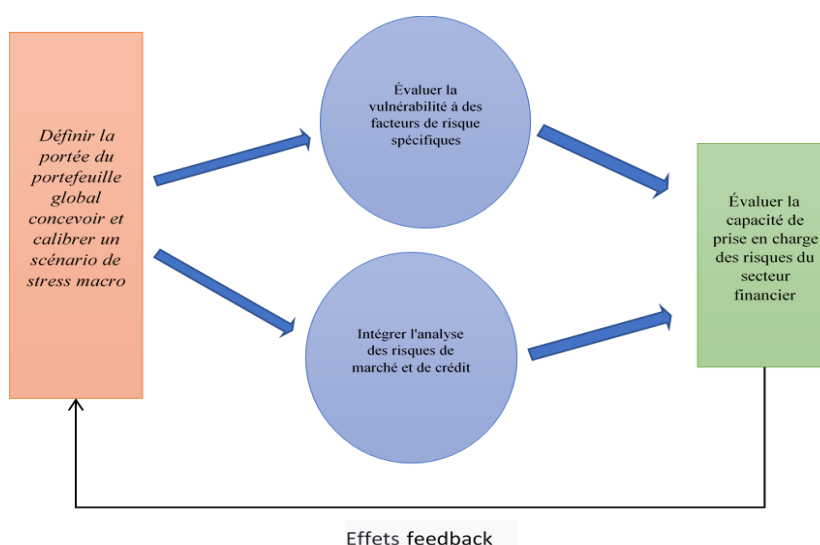 Définir la
portée du
portefeuille
global
concevoir et
calibrer un
scénario de
stress macro
Évaluer la
vulnérabilité à des
facteurs de risque
spécifiques
Intégrer l'analyse
des risques de
marché et de crédit
Évaluer la
capacité de
prise en charge
des risques du
secteur
financier
Effets feedback